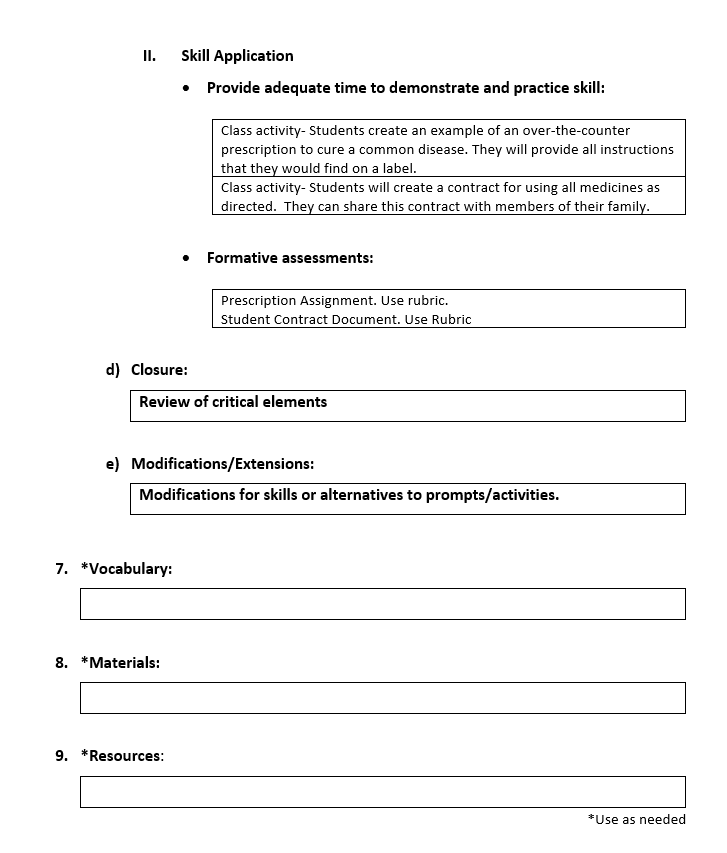 II. Skill Application
• Provide adequate time to demonstrate and practice skill:
Class activity- Students create an example of an over-the-counter
prescription to cure a common disease. They will provide all instructions
that they would find on a label.
Class activity- Students will create a contract for using all medicines as
directed.  They can share this contract with members of their family.
• Formative assessments:
Prescription Assignment. Use rubric.
Student Contract Document. Use Rubric
d) Closure:
Review of critical elements
e) Modifications/Extensions:
Modifications for skills or alternatives to prompts/activities.
7. *Vocabulary:
8. *Materials:
9. *Resources:
*Use as needed